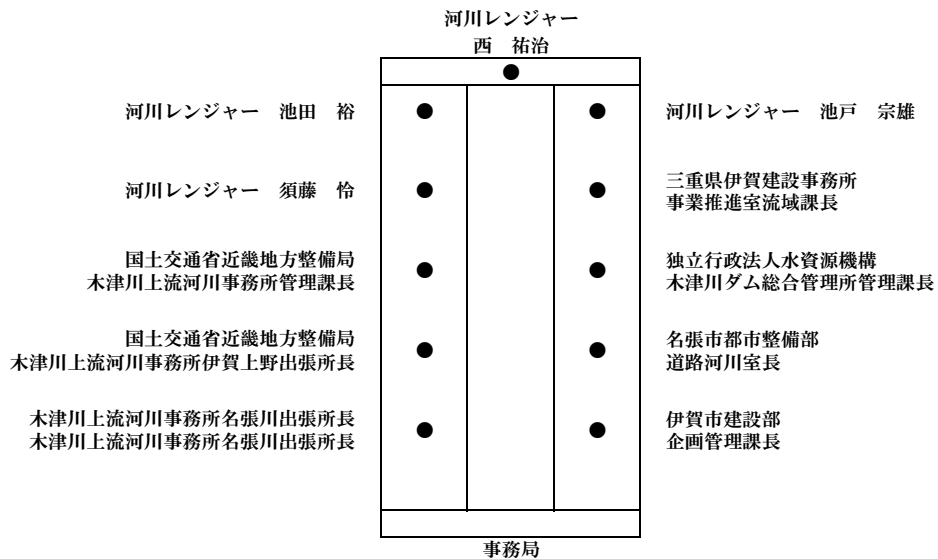 河川レンジャー
西　祐治
河川レンジャー　池田　裕
河川レンジャー　池戸　宗雄
河川レンジャー　須藤　怜
三重県伊賀建設事務所
事業推進室流域課長
国土交通省近畿地方整備局
木津川上流河川事務所管理課長
独立行政法人水資源機構
木津川ダム総合管理所管理課長
国土交通省近畿地方整備局
木津川上流河川事務所伊賀上野出張所長
名張市都市整備部
道路河川室長
木津川上流河川事務所名張川出張所長
木津川上流河川事務所名張川出張所長
伊賀市建設部
企画管理課長
事務局